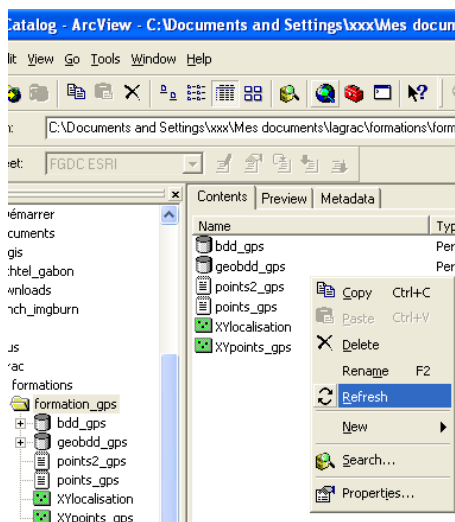 Catalog - ArcView - C:\Documents and Settings\xxx\Mes docum
dit View Go Tools Window Help
C:\Documents and Settings\xxx\Mes documents\lagrac\formations\form
eet: FGDC ESRI
Contents Preview Metadata
Démarrer
cuments
gis
chtel_gabon
wnloads
nch_imgburn
us
rac
formations
formation_gps
bdd_gps
geobdd_gps
points2_gps
points_gps
XYlocalisation
XYpoints_gps
Name Typ
bdd_gps Per
geobdd_gps Per
points2_gps
points_gps
XYlocalisation
XYpoints_gps
Copy Ctrl+C
Paste Ctrl+V
Delete
Rename F2
Refresh
New
Search...
Properties...